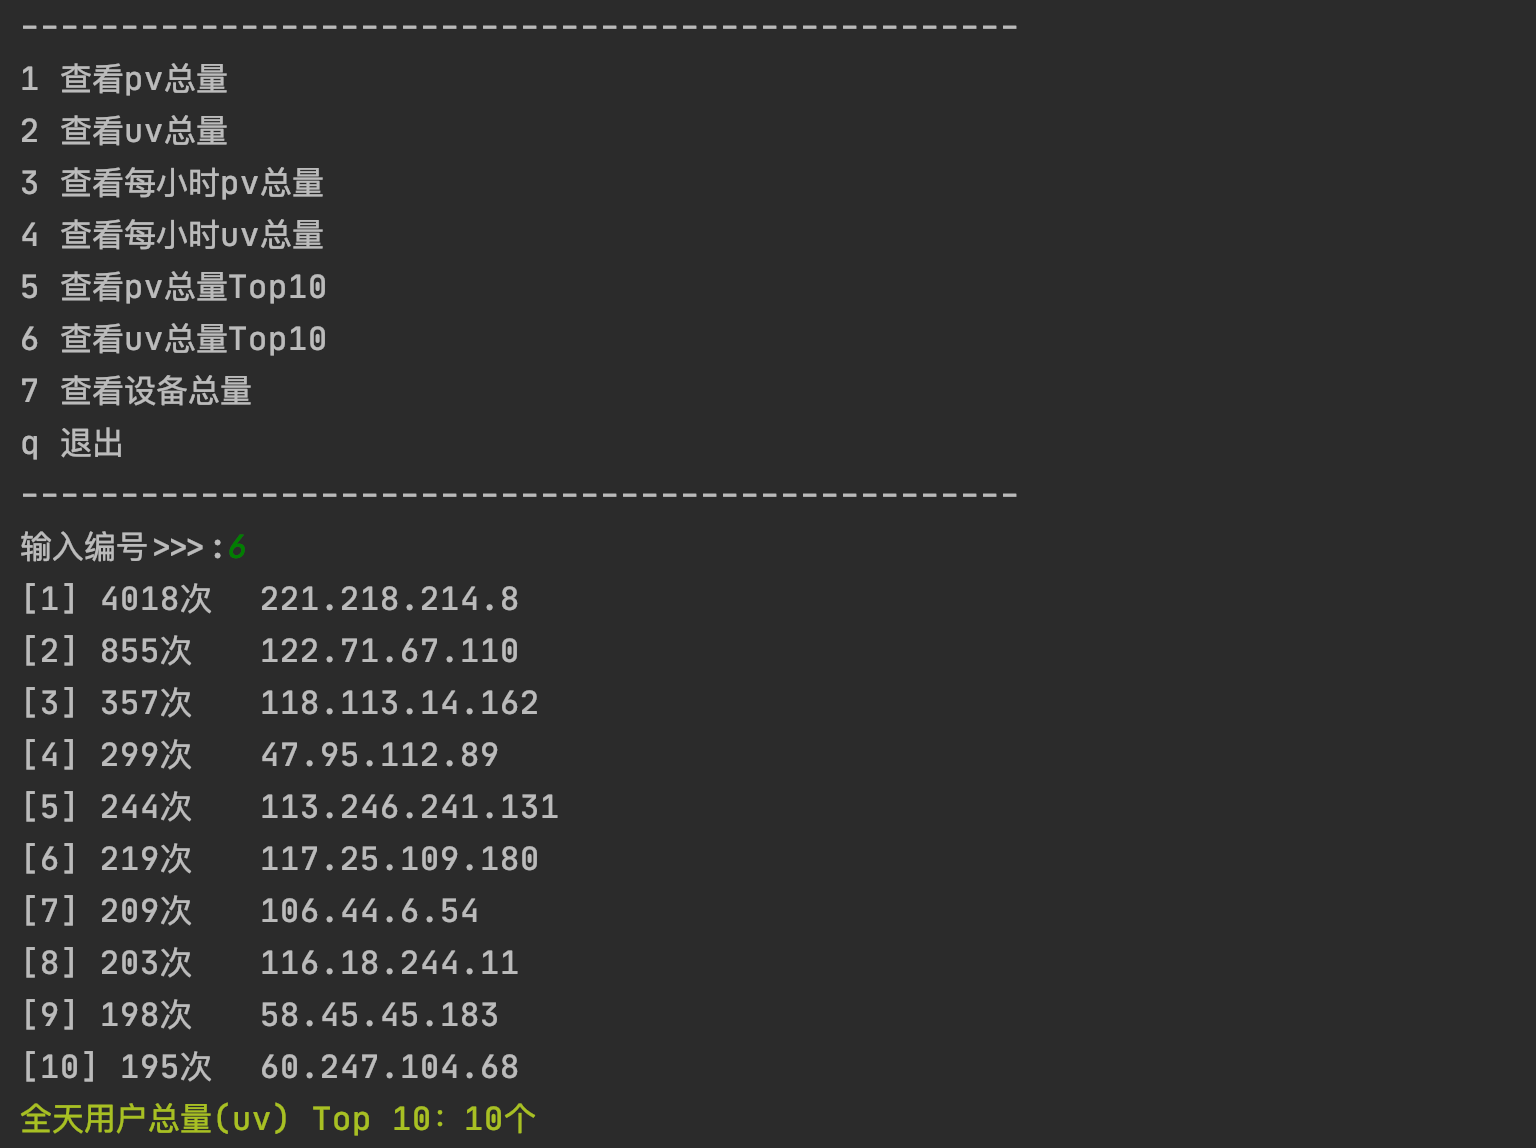 --------------------------------------------------
1 查看pv总量
2 查看uv总量
3 查看每小时pv总量
4 查看每小时uv总量
5 查看pv总量Top10
6 查看uv总量Top10
7 查看设备总量
q 退出
--------------------------------------------------
输入编号>>>:6
[1] 4018次 221.218.214.8
[2] 855次 122.71.67.110
[3] 357次 118.113.14.162
[4] 299次 47.95.112.89
[5] 244次 113.246.241.131
[6] 219次 117.25.109.180
[7] 209次 106.44.6.54
[8] 203次 116.18.244.11
[9] 198次 58.45.45.183
[10] 195次 60.247.104.68
全天用户总量(uv) Top 10: 10个